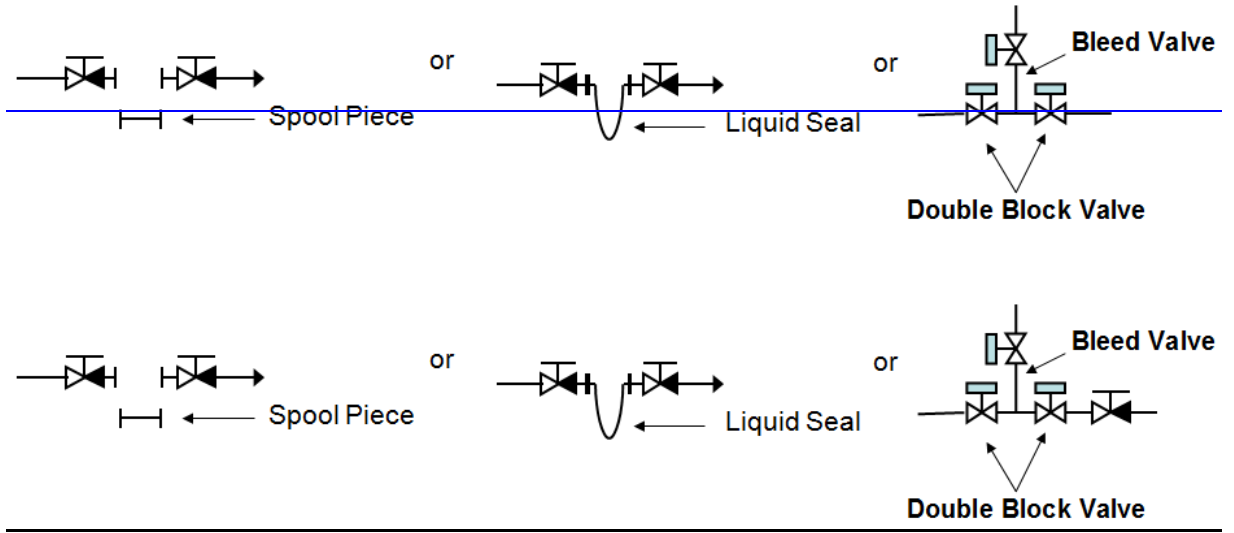 or
or
Bleed Valve
Spool Piece
Liquid Seal
Double Block Valve
or
or
Bleed Valve
Spool Piece
Liquid Seal
Double Block Valve